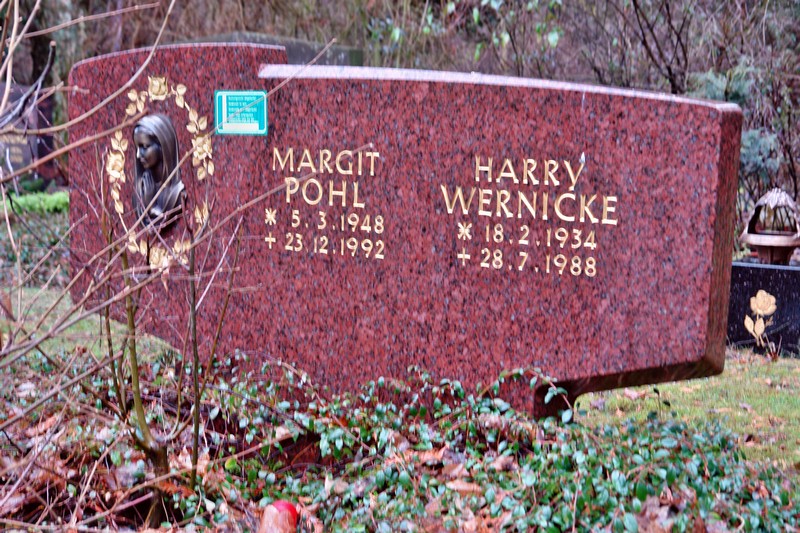 MARGIT
POHL
* 5.3.1948
+ 23.12.1992
HARRY
WERNICKE
* 18.2.1934
+ 28.7.1988